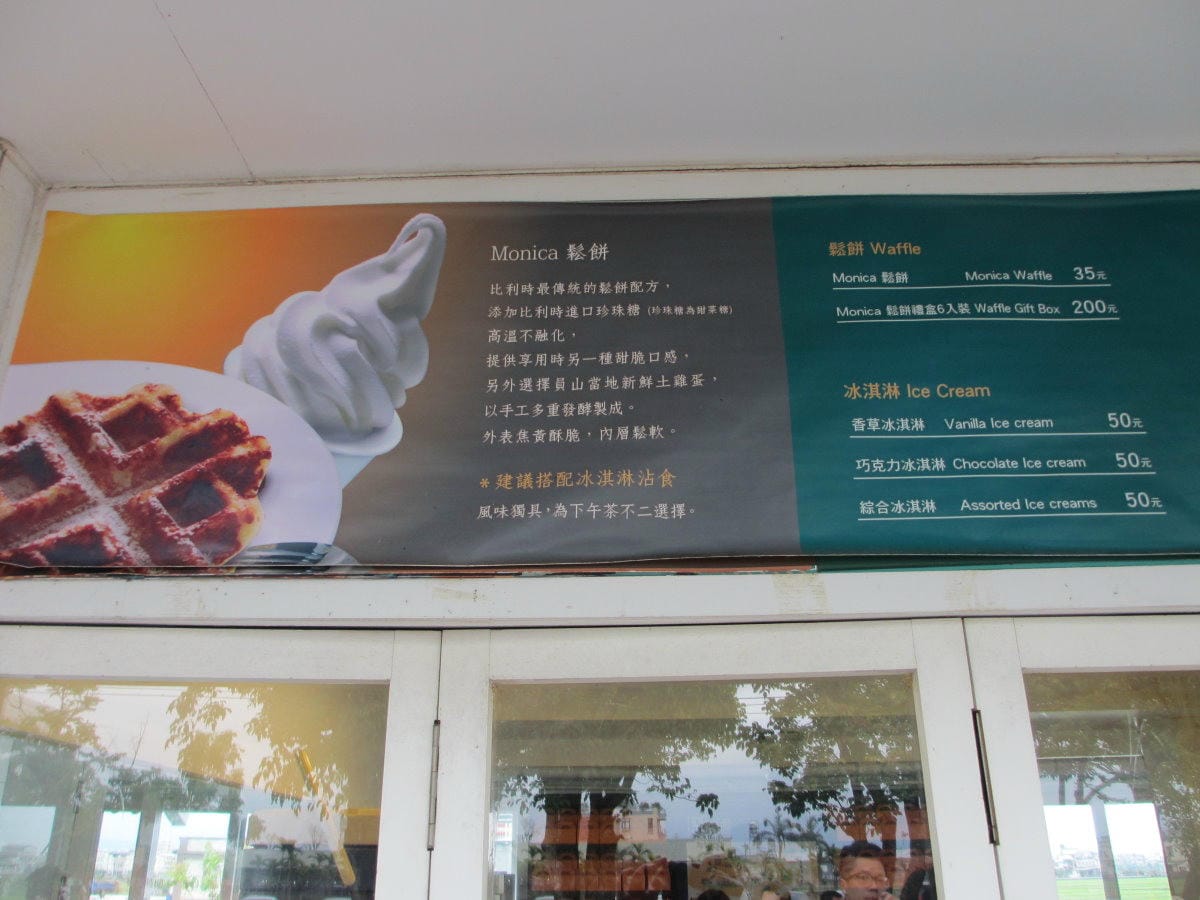 Monica 鬆餅
比利時最傳統的鬆餅配方，
添加比利時進口珍珠糖 (珍珠糖為甜菜糖)
高溫不融化，
提供享用時另一種甜脆口感，
另外選擇員山當地新鮮土雞蛋，
以手工多重發酵製成。
外表焦黃酥脆，內層鬆軟。
*建議搭配冰淇淋沾食
風味獨具，為下午茶不二選擇。
鬆餅 Waffle
Monica 鬆餅 Monica Waffle 35元
Monica 鬆餅禮盒6入裝 Waffle Gift Box 200元
冰淇淋 Ice Cream
香草冰淇淋 Vanilla Ice cream 50元
巧克力冰淇淋 Chocolate Ice cream 50元
綜合冰淇淋 Assorted Ice creams 50元